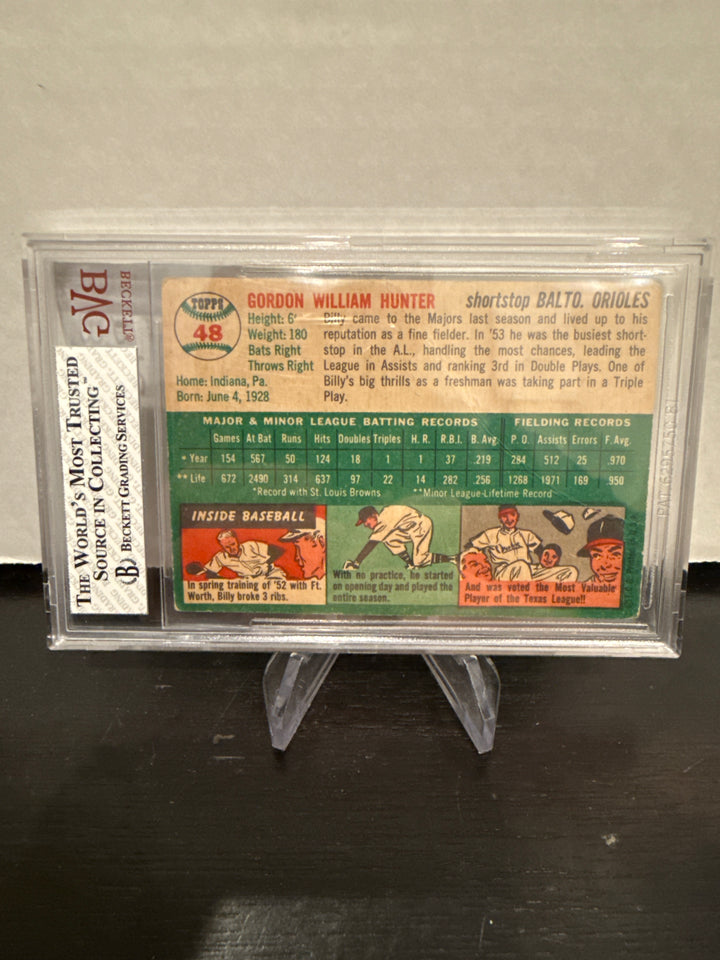 BECKETT
BAG
THE WORLD'S MOST TRUSTED
SOURCE IN COLLECTING™
BECKETT GRADING SERVICES
TOPPS
48
GORDON WILLIAM HUNTER shortstop BALTO. ORIOLES
Height: 6'
Weight: 180
Bats Right
Throws Right
Home: Indiana, Pa.
Born: June 4, 1928
Billy came to the Majors last season and lived up to his
reputation as a fine fielder. In '53 he was the busiest short-
stop in the A.L., handling the most chances, leading the
League in Assists and ranking 3rd in Double Plays. One of
Billy's big thrills as a freshman was taking part in a Triple
Play.
MAJOR & MINOR LEAGUE BATTING RECORDS FIELDING RECORDS
Games At Bat Runs Hits Doubles Triples H. R. R.B.I. B. Avg. P. O. Assists Errors F. Avg.
* Year 154 567 50 124 18 1 1 37 .219 284 512 25 .970
** Life 672 2490 314 637 97 22 14 282 .256 1268 1971 169 .950
*Record with St. Louis Browns **Minor League-Lifetime Record
INSIDE BASEBALL
In spring training of '52 with Ft.
Worth, Billy broke 3 ribs.
With no practice, he started
on opening day and played the
entire season.
And was voted the Most Valuable
Player of the Texas League!!